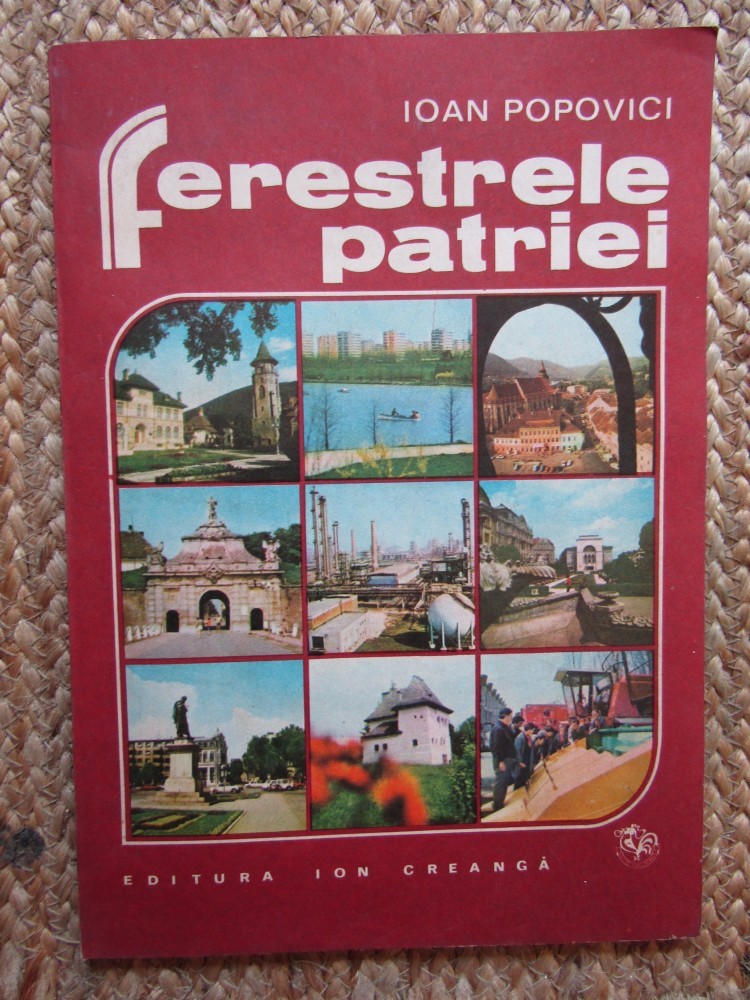 IOAN POPOVICI
Ferestrele
patriei
EDITURA ION CREANGĂ